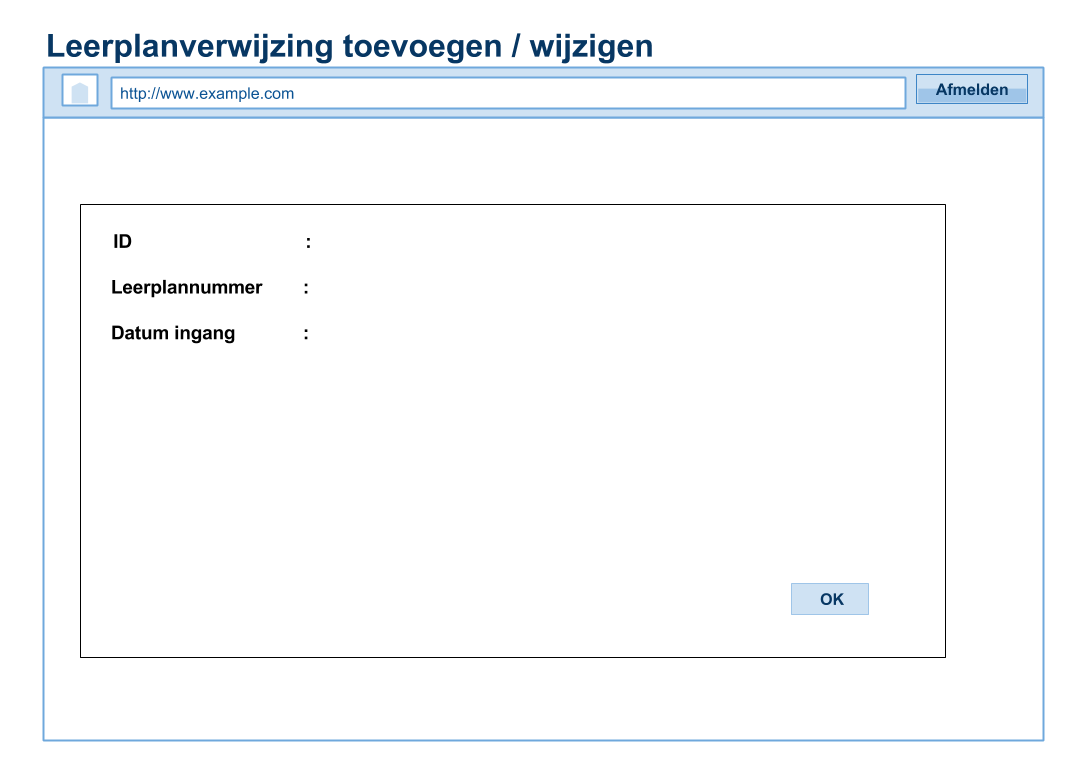 Leerplanverwijzing toevoegen / wijzigen
http://www.example.com
Afmelden
ID :
Leerplannummer :
Datum ingang :
OK